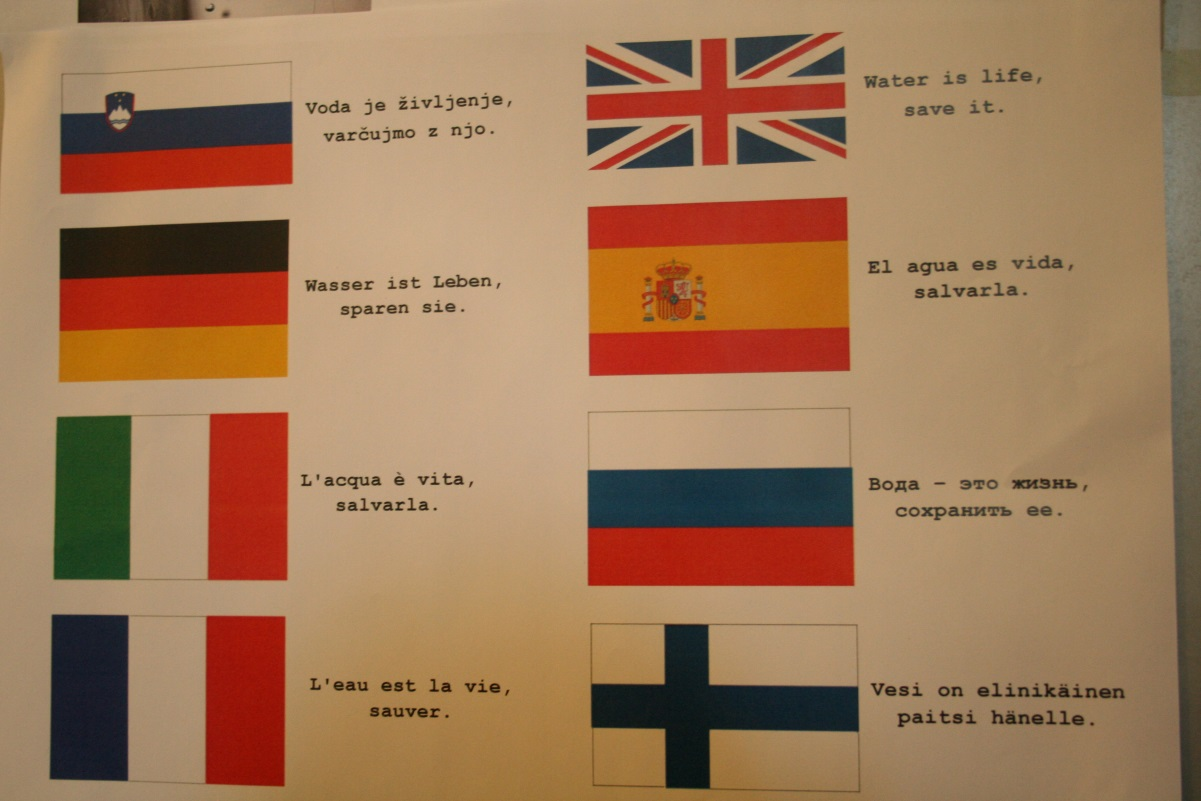 Voda je življenje,
varčujmo z njo.
Water is life,
save it.
Wasser ist Leben,
sparen sie.
El agua es vida,
salvarla.
L'acqua è vita,
salvarla.
Вода – это жизнь,
сохранить ее.
L'eau est la vie,
sauver.
Vesi on elinikäinen
paitsi hänelle.